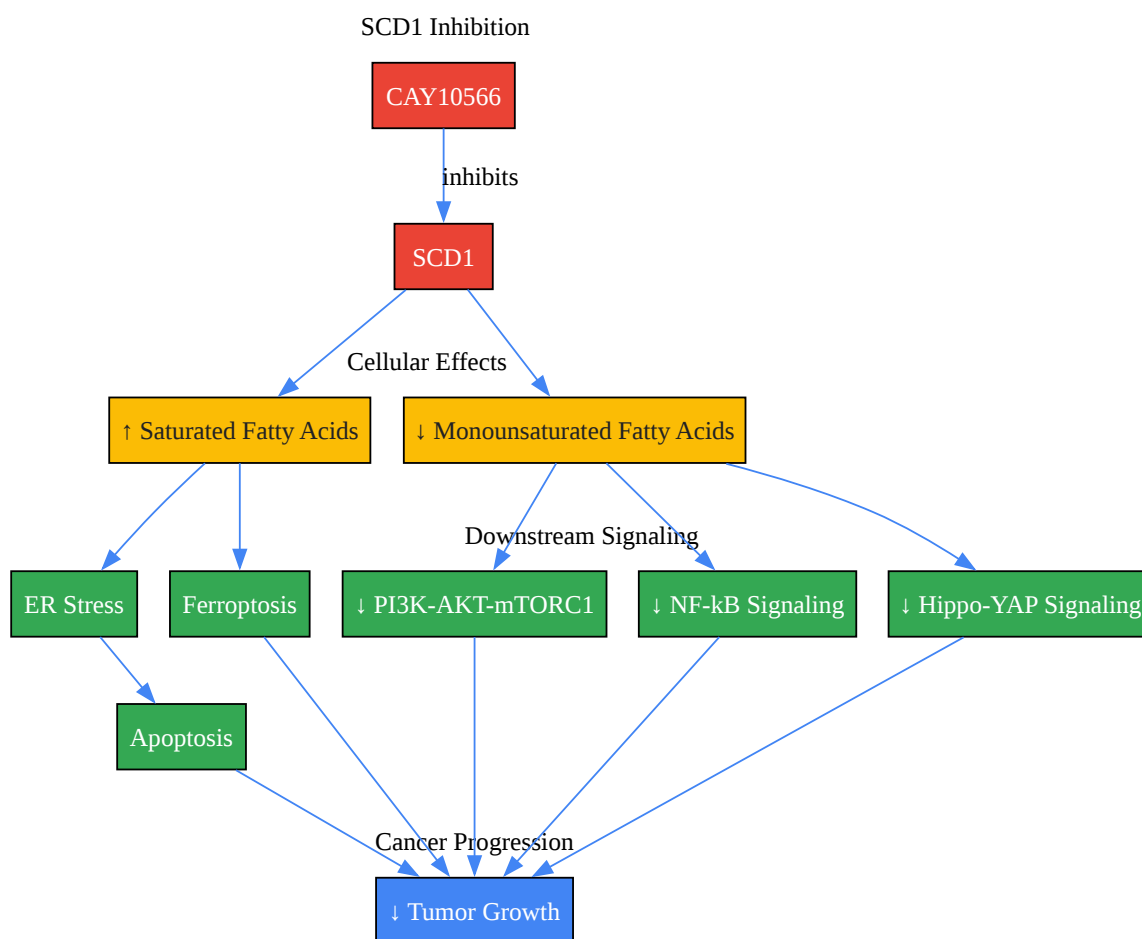 SCD1 Inhibition
CAY10566
inhibits
SCD1
Cellular Effects
↑ Saturated Fatty Acids
↓ Monounsaturated Fatty Acids
Downstream Signaling
ER Stress
Ferroptosis
↓ PI3K-AKT-mTORC1
↓ NF-kB Signaling
↓ Hippo-YAP Signaling
Apoptosis
Cancer Progression
↓ Tumor Growth